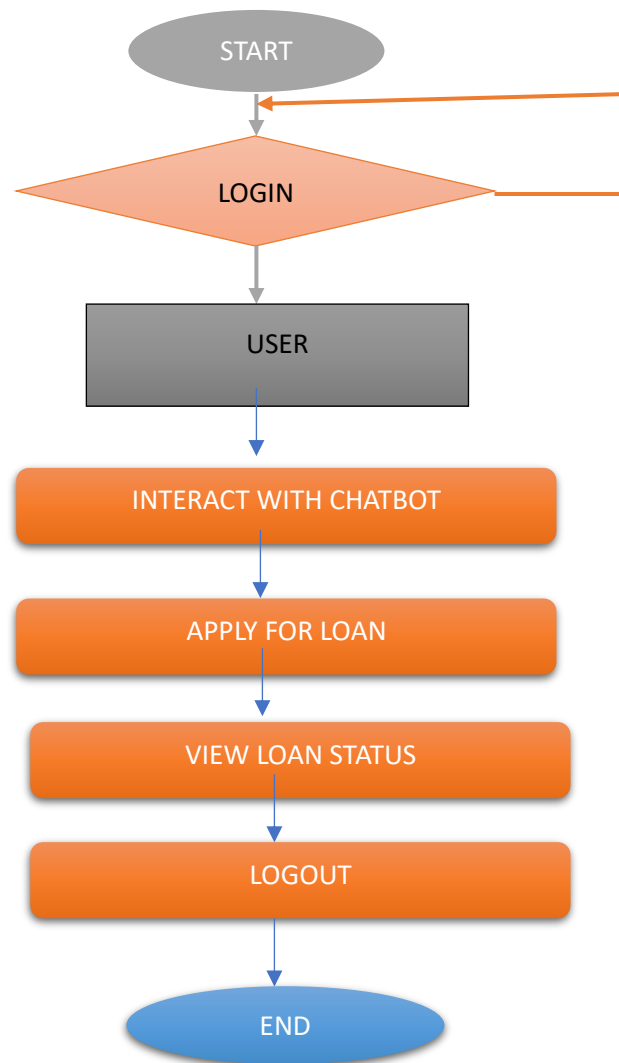 START
LOGIN
USER
INTERACT WITH CHATBOT
APPLY FOR LOAN
VIEW LOAN STATUS
LOGOUT
END